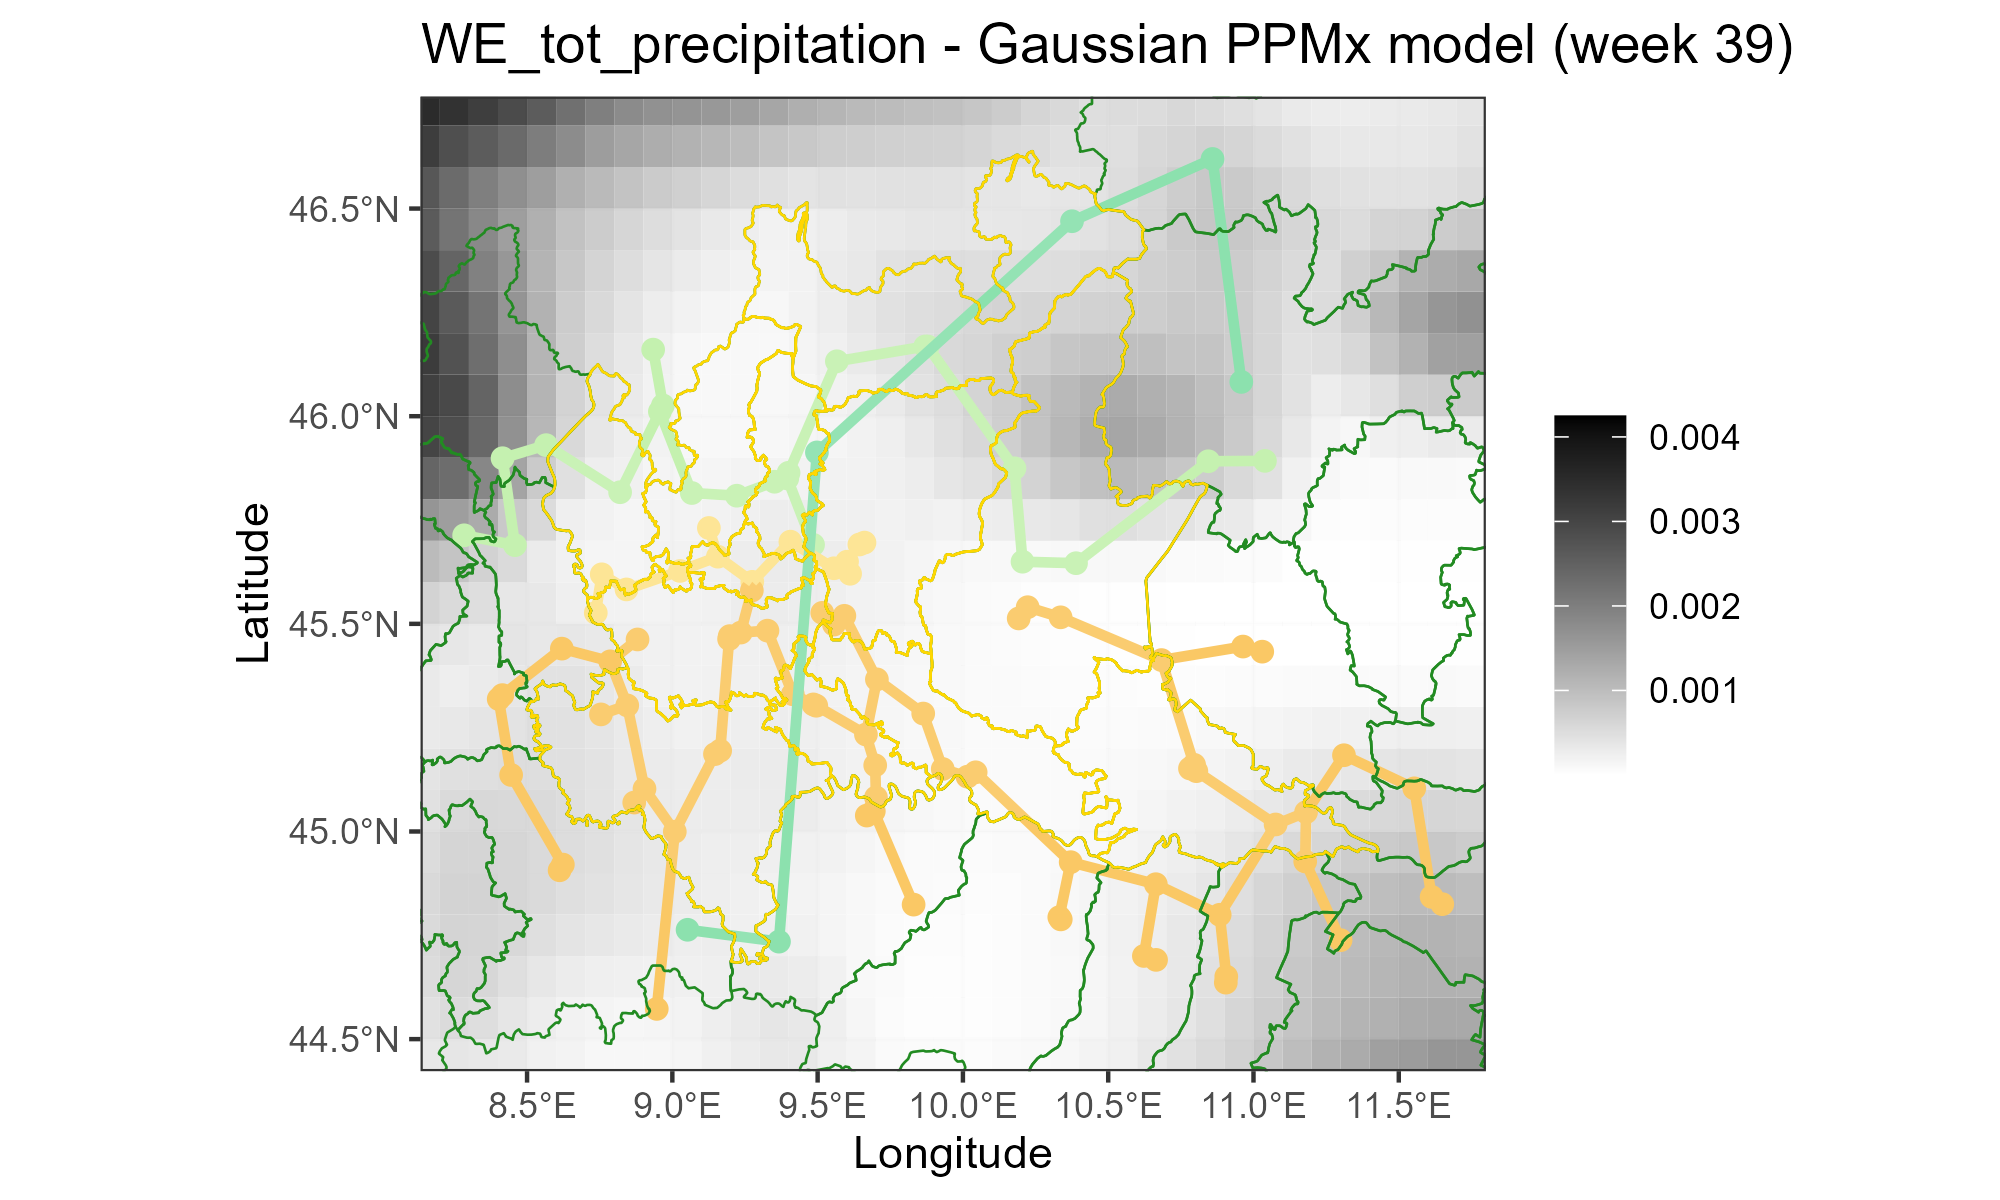 WE_tot_precipitation - Gaussian PPMx model (week 39)
46.5°N
46.0°N
45.5°N
45.0°N
44.5°N
Latitude
8.5°E 9.0°E 9.5°E 10.0°E 10.5°E 11.0°E 11.5°E
Longitude
0.004
0.003
0.002
0.001